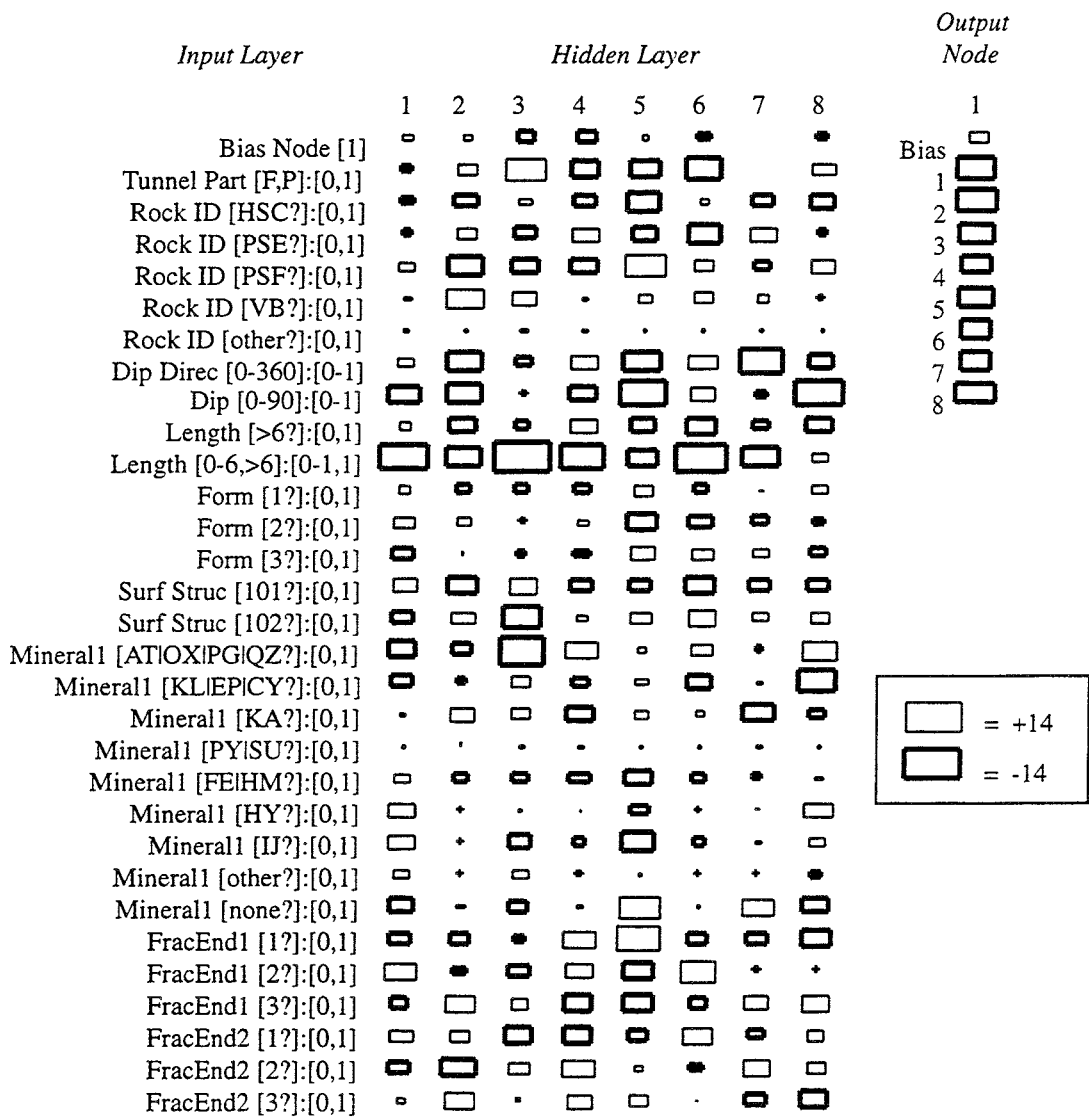 Input Layer
Hidden Layer
Output
Node
1 2 3 4 5 6 7 8
1
Bias Node [1]
Tunnel Part [F,P]:[0,1]
Rock ID [HSC?]:[0,1]
Rock ID [PSE?]:[0,1]
Rock ID [PSF?]:[0,1]
Rock ID [VB?]:[0,1]
Rock ID [other?]:[0,1]
Dip Direc [0-360]:[0-1]
Dip [0-90]:[0-1]
Length [>6?]:[0,1]
Length [0-6,>6]:[0-1,1]
Form [1?]:[0,1]
Form [2?]:[0,1]
Form [3?]:[0,1]
Surf Struc [101?]:[0,1]
Surf Struc [102?]:[0,1]
Mineral1 [AT|OX|PG|QZ?]:[0,1]
Mineral1 [KL|EP|CY?]:[0,1]
Mineral1 [KA?]:[0,1]
Mineral1 [PY|SU?]:[0,1]
Mineral1 [FE|HM?]:[0,1]
Mineral1 [HY?]:[0,1]
Mineral1 [IJ?]:[0,1]
Mineral1 [other?]:[0,1]
Mineral1 [none?]:[0,1]
FracEnd1 [1?]:[0,1]
FracEnd1 [2?]:[0,1]
FracEnd1 [3?]:[0,1]
FracEnd2 [1?]:[0,1]
FracEnd2 [2?]:[0,1]
FracEnd2 [3?]:[0,1]
Bias
1
2
3
4
5
6
7
8
= +14
= -14